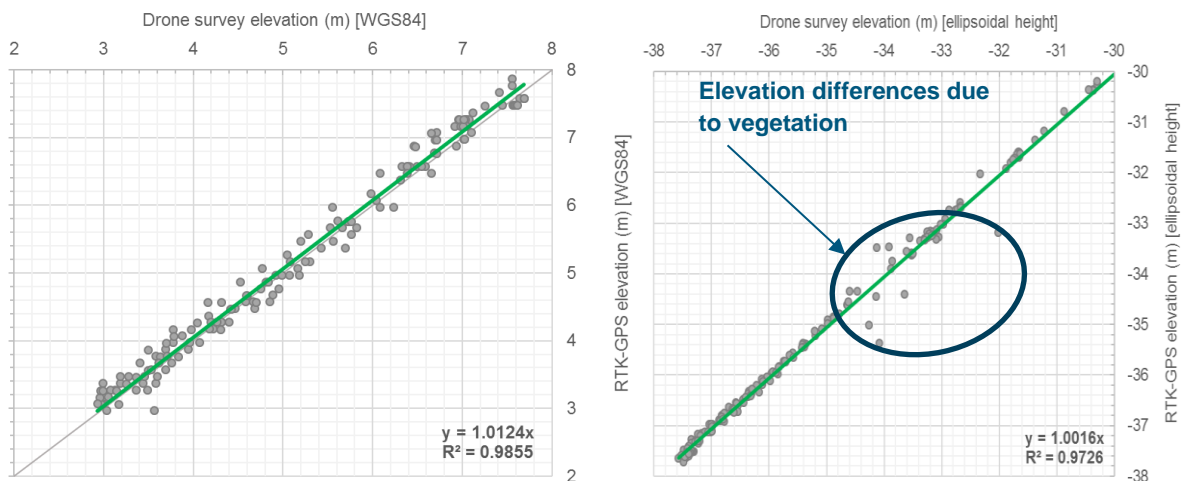 Drone survey elevation (m) [WGS84]
2 3 4 5 6 7 8
8
7
6
5
4
3
2
RTK-GPS elevation (m) [WGS84]
y = 1.0124x
R² = 0.9855
Drone survey elevation (m) [ellipsoidal height]
-38 -37 -36 -35 -34 -33 -32 -31 -30
-30
-31
-32
-33
-34
-35
-36
-37
-38
RTK-GPS elevation (m) [ellipsoidal height]
Elevation differences due
to vegetation
y = 1.0016x
R² = 0.9726